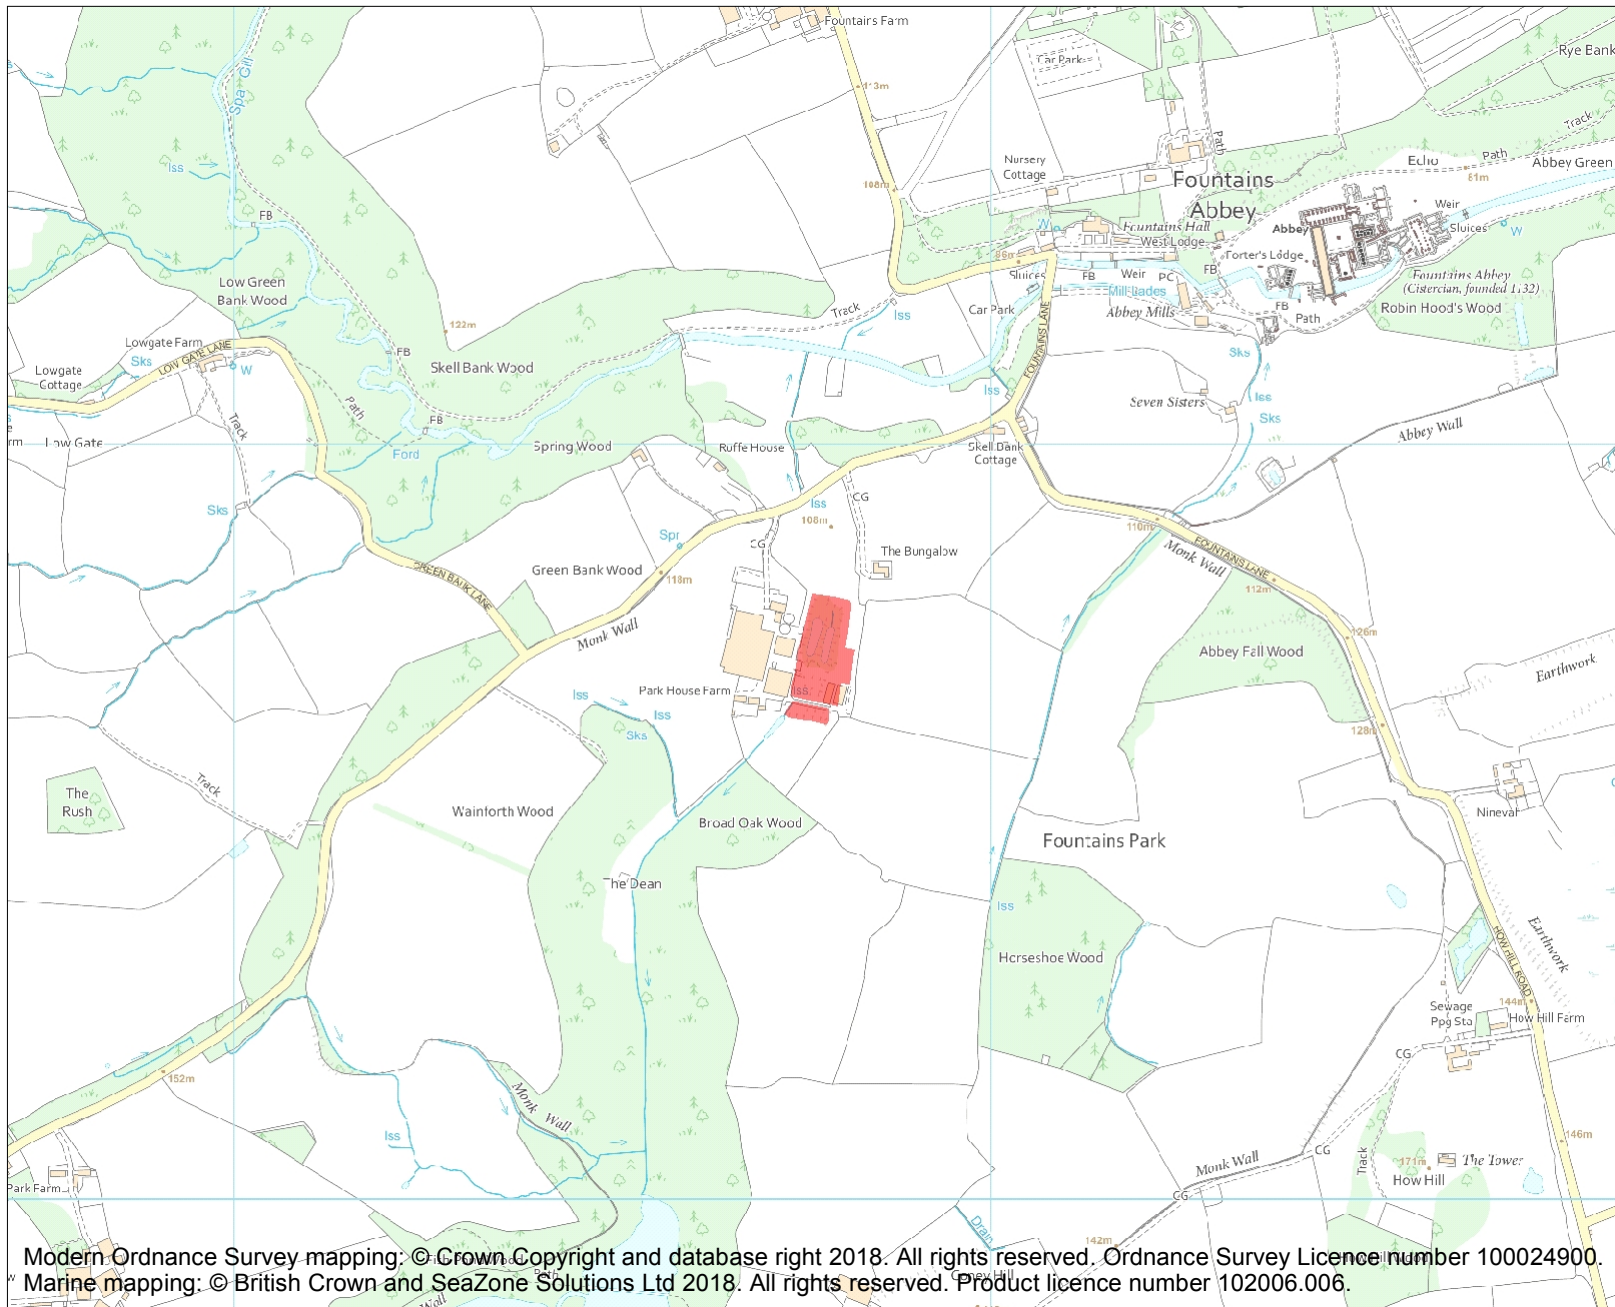 Fountains Farm
Rye Bank
Car Park
113m
Spa Gill
Track
Path
Nursery
Cottage
Echo
Path
Abbey Green
Iss
108m
81m
Fountains
Abbey
FB
W
Fountains Hall
West Lodge
Abbey
Weir
Sluices
W
Porter's Lodge
86m
Sluices
FB
Weir
PC
FB
Mill Lades
Fountains Abbey
(Cistercian, founded 1132)
Low Green
Bank Wood
Track
Iss
Car Park
Abbey Mills
FB
Path
Robin Hood's Wood
122m
FOUNTAINS LANE
Lowgate Farm
LOW GATE LANE
Sks
W
FB
Skell Bank Wood
Lowgate
Cottage
Sks
Iss
Iss
Seven Sisters
Sks
Path
Track
FB
Abbey Wall
rm
Low Gate
Ford
Spring Wood
Ruffe House
Skell Bank
Cottage
Sks
CG
Iss
108m
110m
Spr
CG
The Bungalow
Monk Wall
FOUNTAINS LANE
GREEN BANK LANE
Green Bank Wood
118m
112m
Monk Wall
126m
Abbey Fall Wood
Earthwork
Park House Farm
Iss
Iss
Iss
Sks
128m
Track
The
Rush
Wainforth Wood
Broad Oak Wood
Fountains Park
Nineval
The Dean
Iss
Earthwork
HOW HILL ROAD
Horseshoe Wood
144m
Sewage
Ppg Sta
How Hill Farm
CG
152m
Monk Wall
Iss
146m
CG
Track
Monk Wall
171m
The Tower
How Hill
Park Farm
CG
Drain
142m
Modern Ordnance Survey mapping: © Crown Copyright and database right 2018. All rights reserved. Ordnance Survey Licence number 100024900.
Marine mapping: © British Crown and SeaZone Solutions Ltd 2018. All rights reserved. Product licence number 102006.006.
Path
Coney Hill